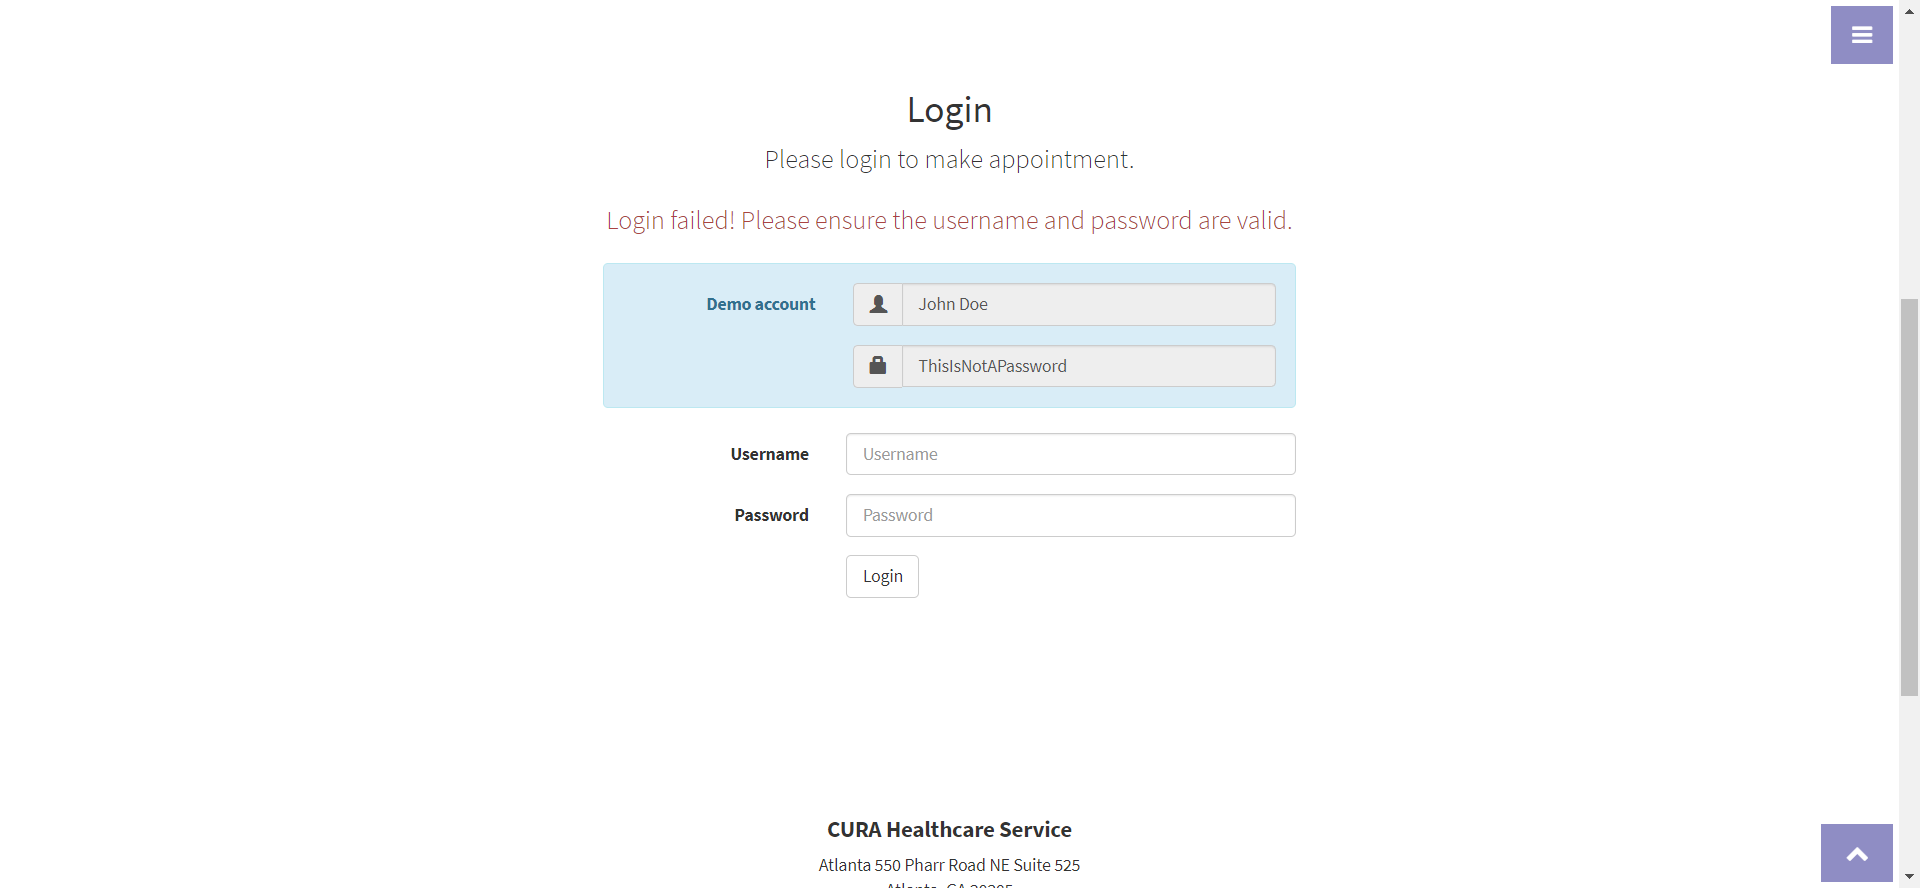 Login
Please login to make appointment.
Login failed! Please ensure the username and password are valid.
Demo account
John Doe
ThisIsNotAPassword
Username
Username
Password
Password
Login
CURA Healthcare Service
Atlanta 550 Pharr Road NE Suite 525